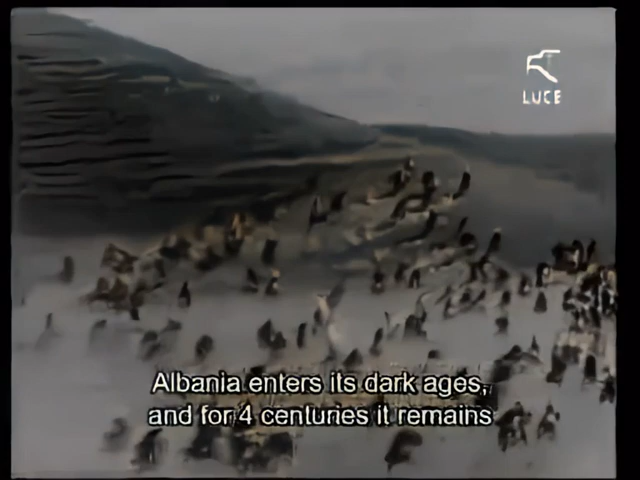 LUCE
Albania enters its dark ages,
and for 4 centuries it remains